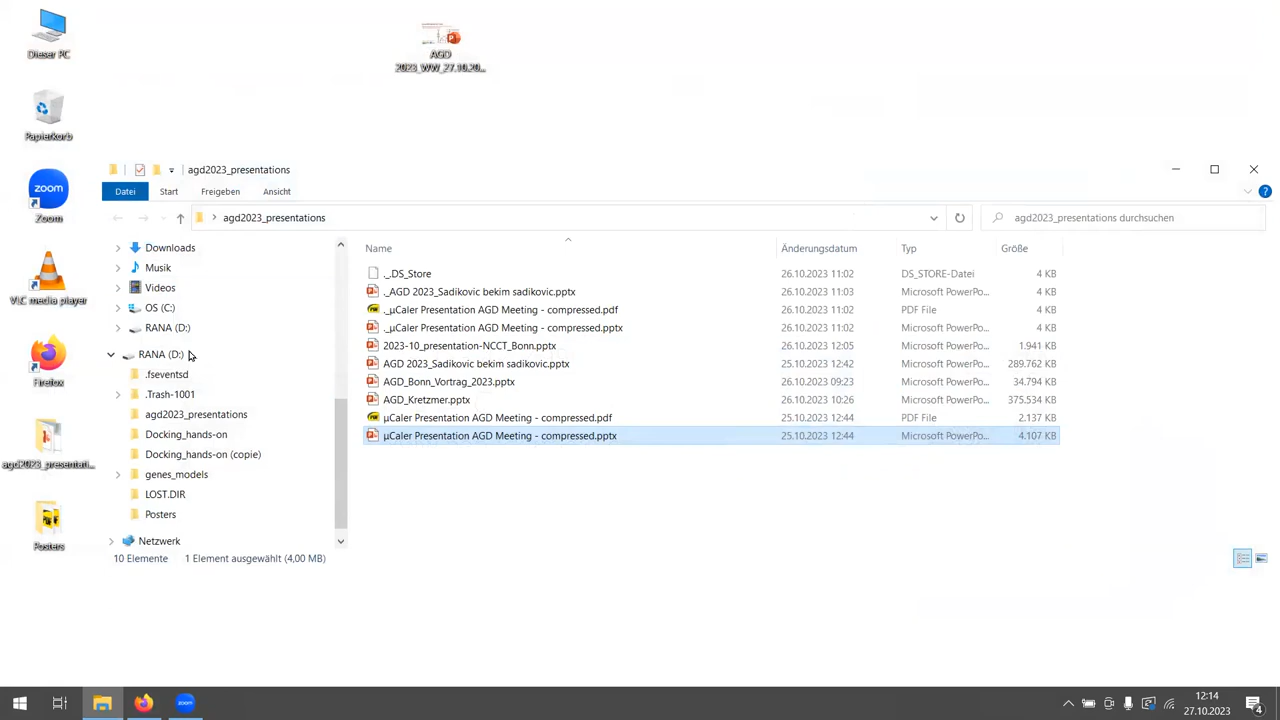 Dieser PC
Papierkorb
Zoom
zoom
VLC media player
Firefox
agd2023_presentati...
Posters
AGD
2023_WW_27.10.20...
agd2023_presentations
Datei Start Freigeben Ansicht
agd2023_presentations
agd2023_presentations durchsuchen
Downloads
Musik
Videos
OS (C:)
RANA (D:)
RANA (D:)
.fseventsd
.Trash-1001
agd2023_presentations
Docking_hands-on
Docking_hands-on (copie)
genes_models
LOST.DIR
Posters
Netzwerk
Name Änderungsdatum Typ Größe
._.DS_Store 26.10.2023 11:02 DS_STORE-Datei 4 KB
._AGD 2023_Sadikovic bekim sadikovic.pptx 26.10.2023 11:03 Microsoft PowerPo... 4 KB
._µCaler Presentation AGD Meeting - compressed.pdf 26.10.2023 11:02 PDF File 4 KB
._µCaler Presentation AGD Meeting - compressed.pptx 26.10.2023 11:02 Microsoft PowerPo... 4 KB
2023-10_presentation-NCCT_Bonn.pptx 26.10.2023 12:05 Microsoft PowerPo... 1.941 KB
AGD 2023_Sadikovic bekim sadikovic.pptx 25.10.2023 12:42 Microsoft PowerPo... 289.762 KB
AGD_Bonn_Vortrag_2023.pptx 26.10.2023 09:23 Microsoft PowerPo... 34.794 KB
AGD_Kretzmer.pptx 26.10.2023 10:26 Microsoft PowerPo... 375.534 KB
µCaler Presentation AGD Meeting - compressed.pdf 25.10.2023 12:44 PDF File 2.137 KB
µCaler Presentation AGD Meeting - compressed.pptx 25.10.2023 12:44 Microsoft PowerPo... 4.107 KB
10 Elemente 1 Element ausgewählt (4,00 MB)
zoom
12:14
27.10.2023
4